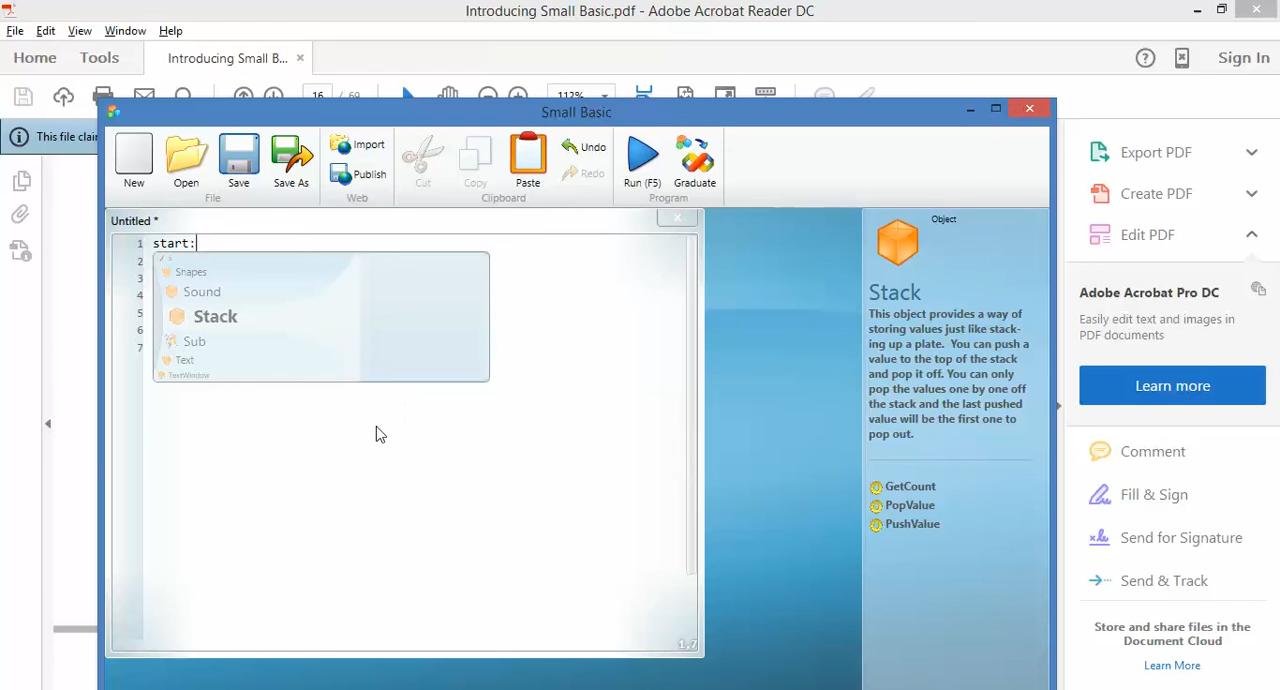 Introducing Small Basic.pdf - Adobe Acrobat Reader DC
File Edit View Window Help
Home Tools Introducing Small B... × Sign In
16 / 69 112%
This file clair
Small Basic
New Open Save Save As
File
Import
Publish
Web
Cut Copy Paste
Undo
Redo
Clipboard
Run (F5) Graduate
Program
Untitled *
1 start:
2
3
4
5
6
7
Shapes
Sound
Stack
Sub
Text
TextWindow
1,7
Object
Stack
This object provides a way of
storing values just like stack-
ing up a plate. You can push a
value to the top of the stack
and pop it off. You can only
pop the values one by one off
the stack and the last pushed
value will be the first one to
pop out.
GetCount
PopValue
PushValue
Export PDF
Create PDF
Edit PDF
Adobe Acrobat Pro DC
Easily edit text and images in
PDF documents
Learn more
Comment
Fill & Sign
Send for Signature
Send & Track
Store and share files in the
Document Cloud
Learn More